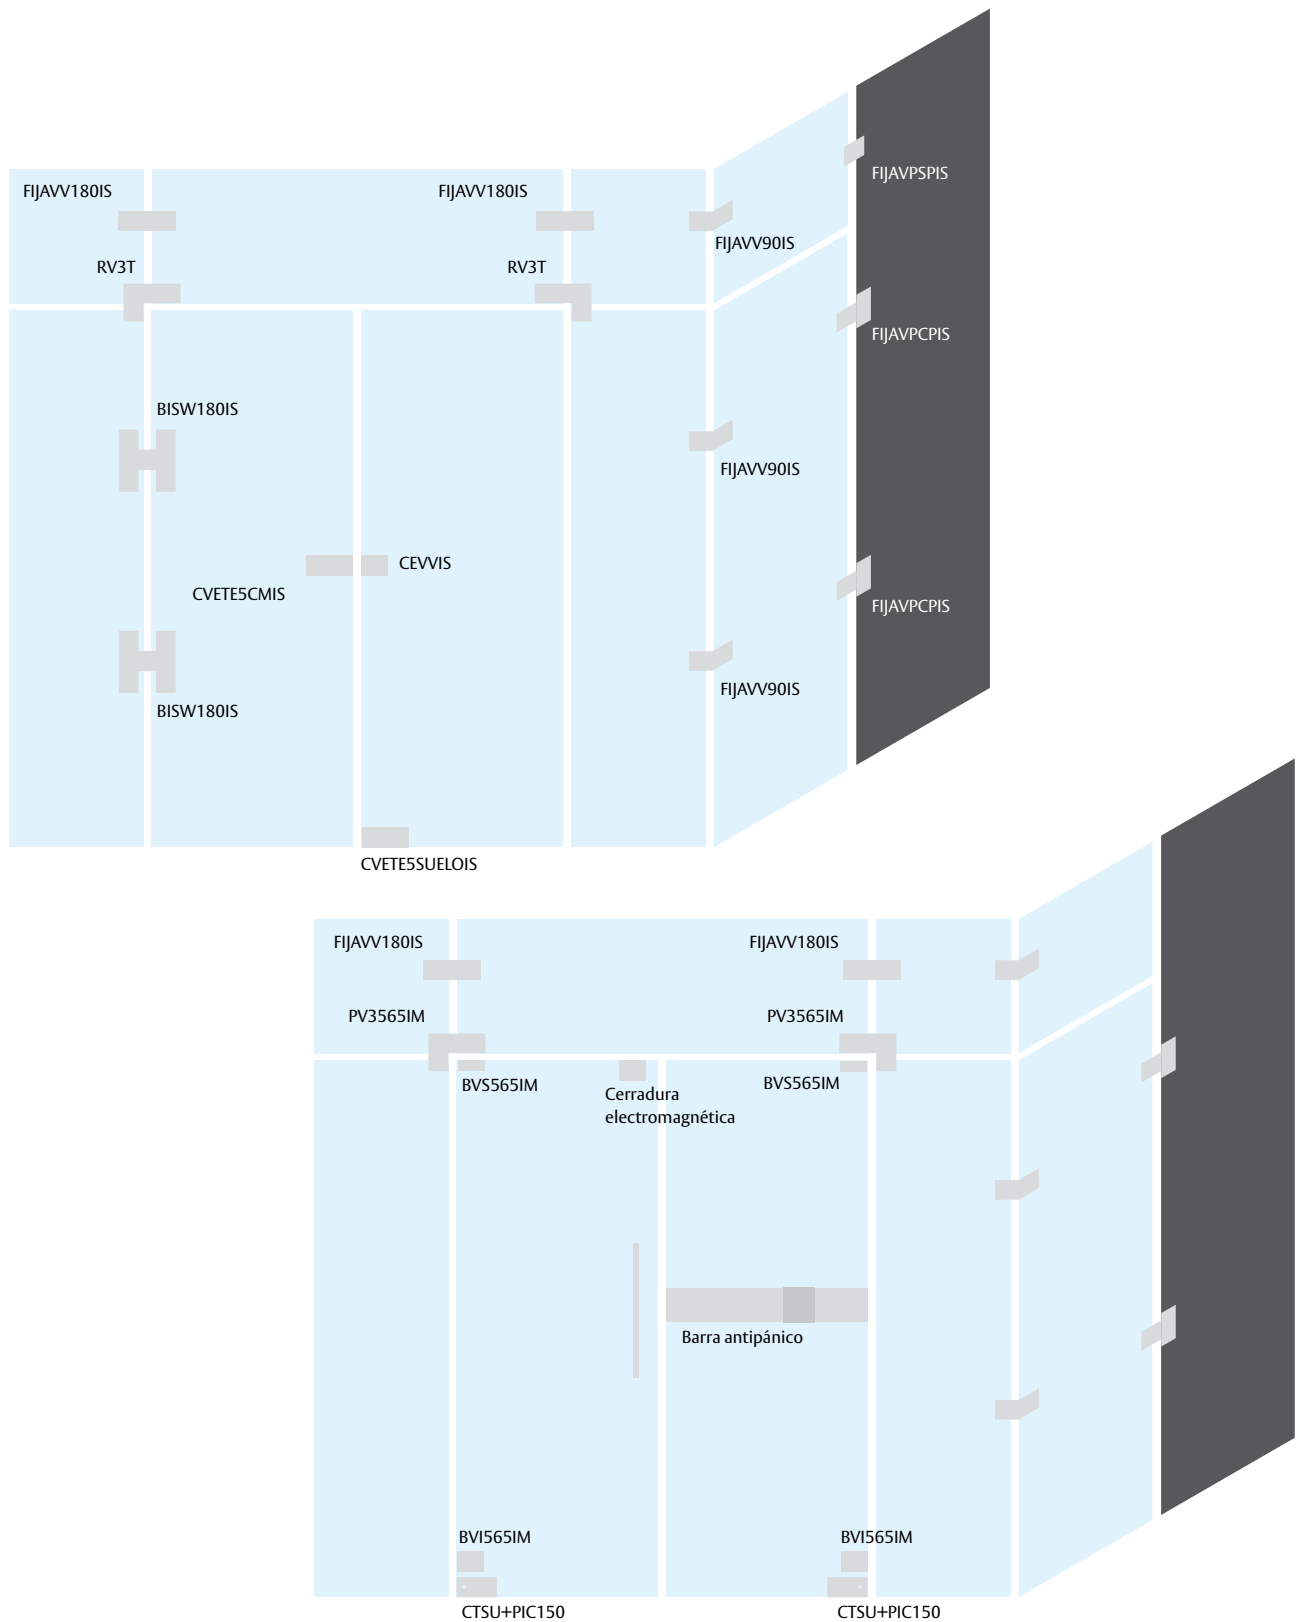 FIJAVV180IS
FIJAVV180IS
FIJAVPSPIS
FIJAVV90IS
RV3T
RV3T
FIJAVPCPIS
BISW180IS
FIJAVV90IS
CEVVIS
CVETE5CMIS
FIJAVPCPIS
FIJAVV90IS
BISW180IS
CVETE5SUELOIS
FIJAVV180IS
FIJAVV180IS
PV3565IM
PV3565IM
BVS565IM
BVS565IM
Cerradura
electromagnética
Barra antipánico
BVI565IM
BVI565IM
CTSU+PIC150
CTSU+PIC150